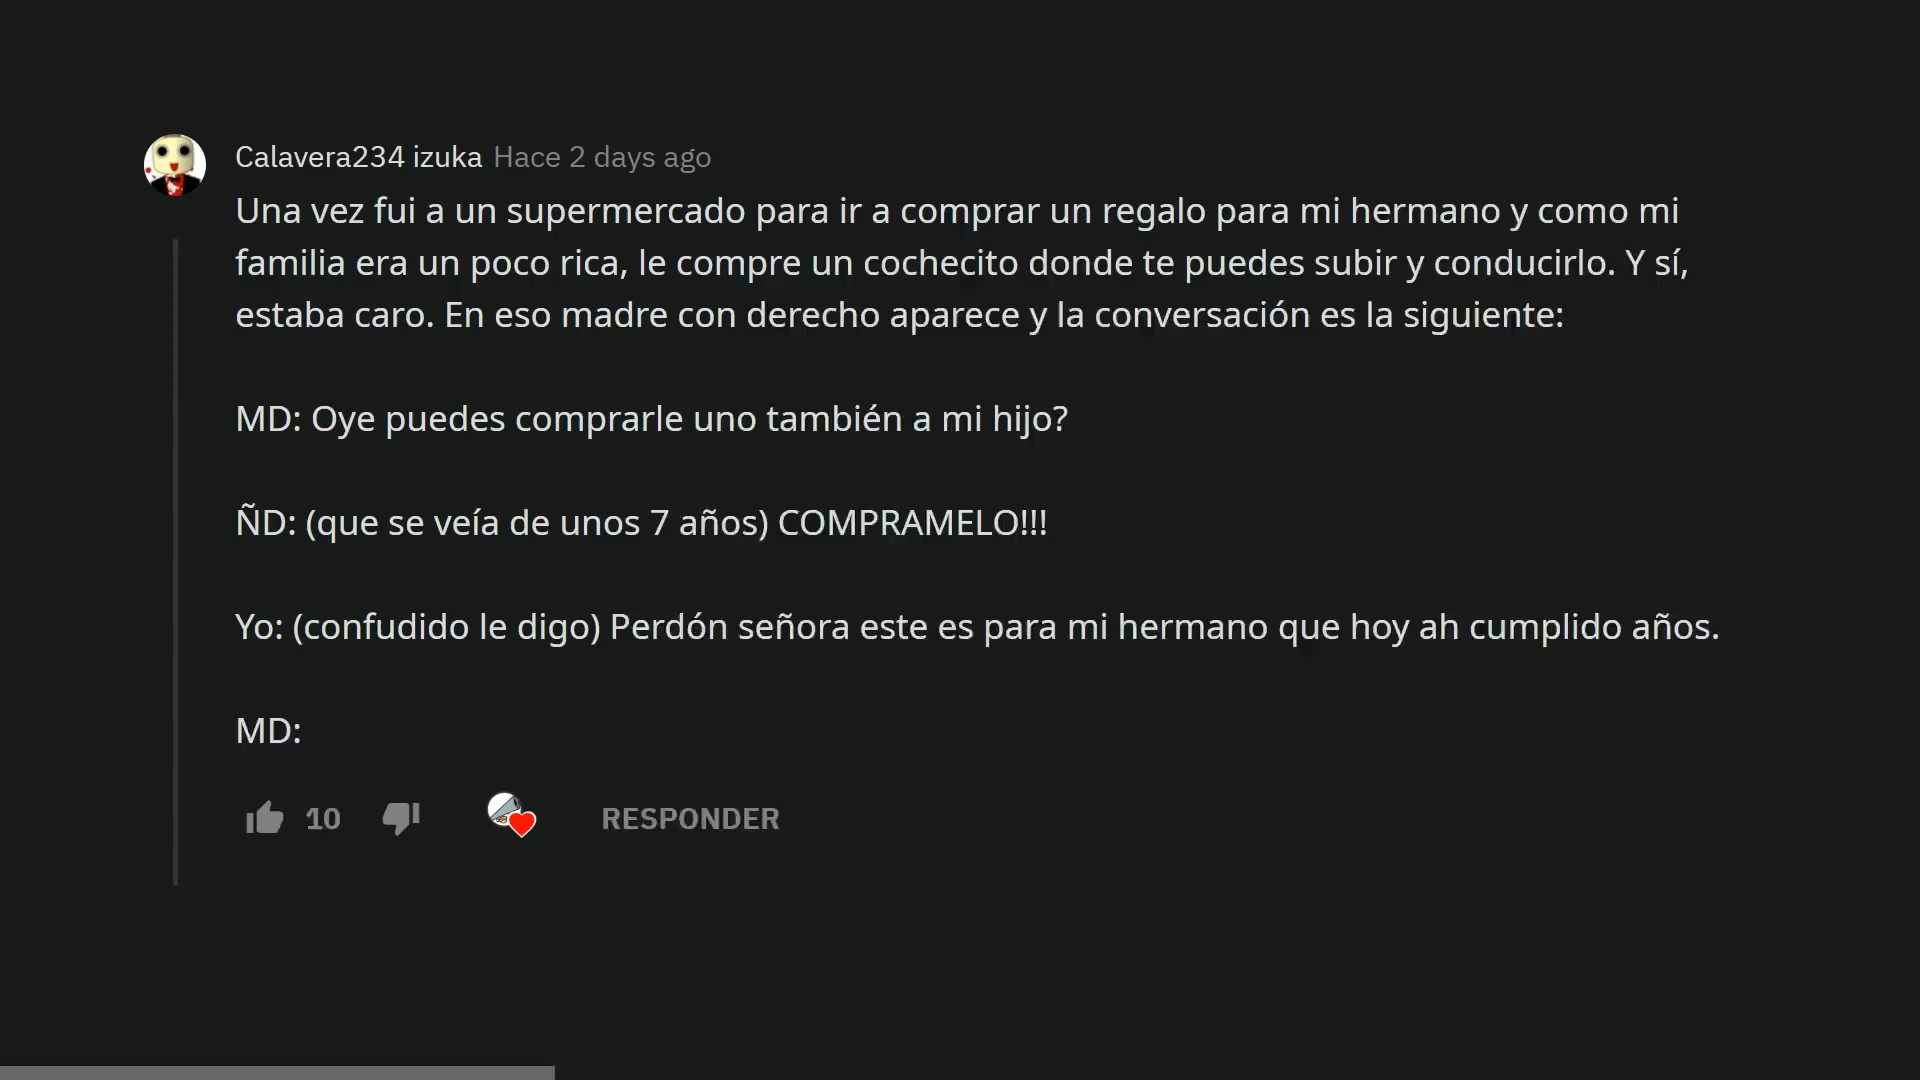 Calavera234 izuka Hace 2 days ago
Una vez fui a un supermercado para ir a comprar un regalo para mi hermano y como mi
familia era un poco rica, le compre un cochecito donde te puedes subir y conducirlo. Y sí,
estaba caro. En eso madre con derecho aparece y la conversación es la siguiente:
MD: Oye puedes comprarle uno también a mi hijo?
ÑD: (que se veía de unos 7 años) COMPRAMELO!!!
Yo: (confudido le digo) Perdón señora este es para mi hermano que hoy ah cumplido años.
MD:
10 RESPONDER